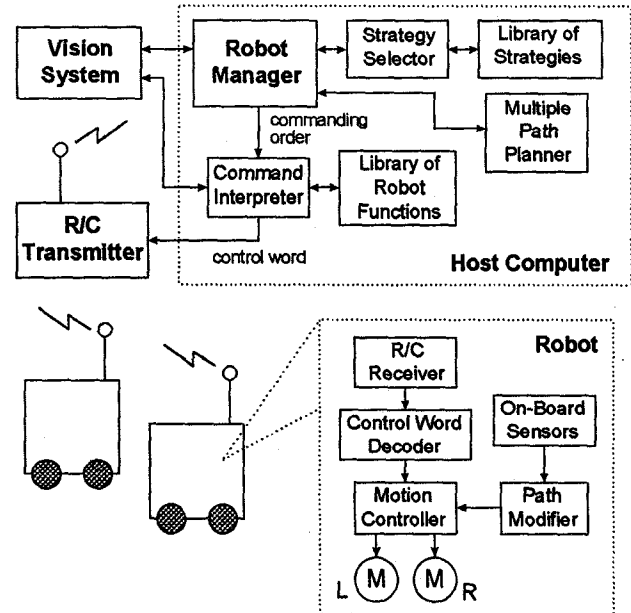 Vision
System
Robot
Manager
Strategy
Selector
Library of
Strategies
commanding
order
Multiple
Path
Planner
Command
Interpreter
Library of
Robot
Functions
R/C
Transmitter
control word
Host Computer
R/C
Receiver
Robot
Control Word
Decoder
On-Board
Sensors
Motion
Controller
Path
Modifier
L M M R